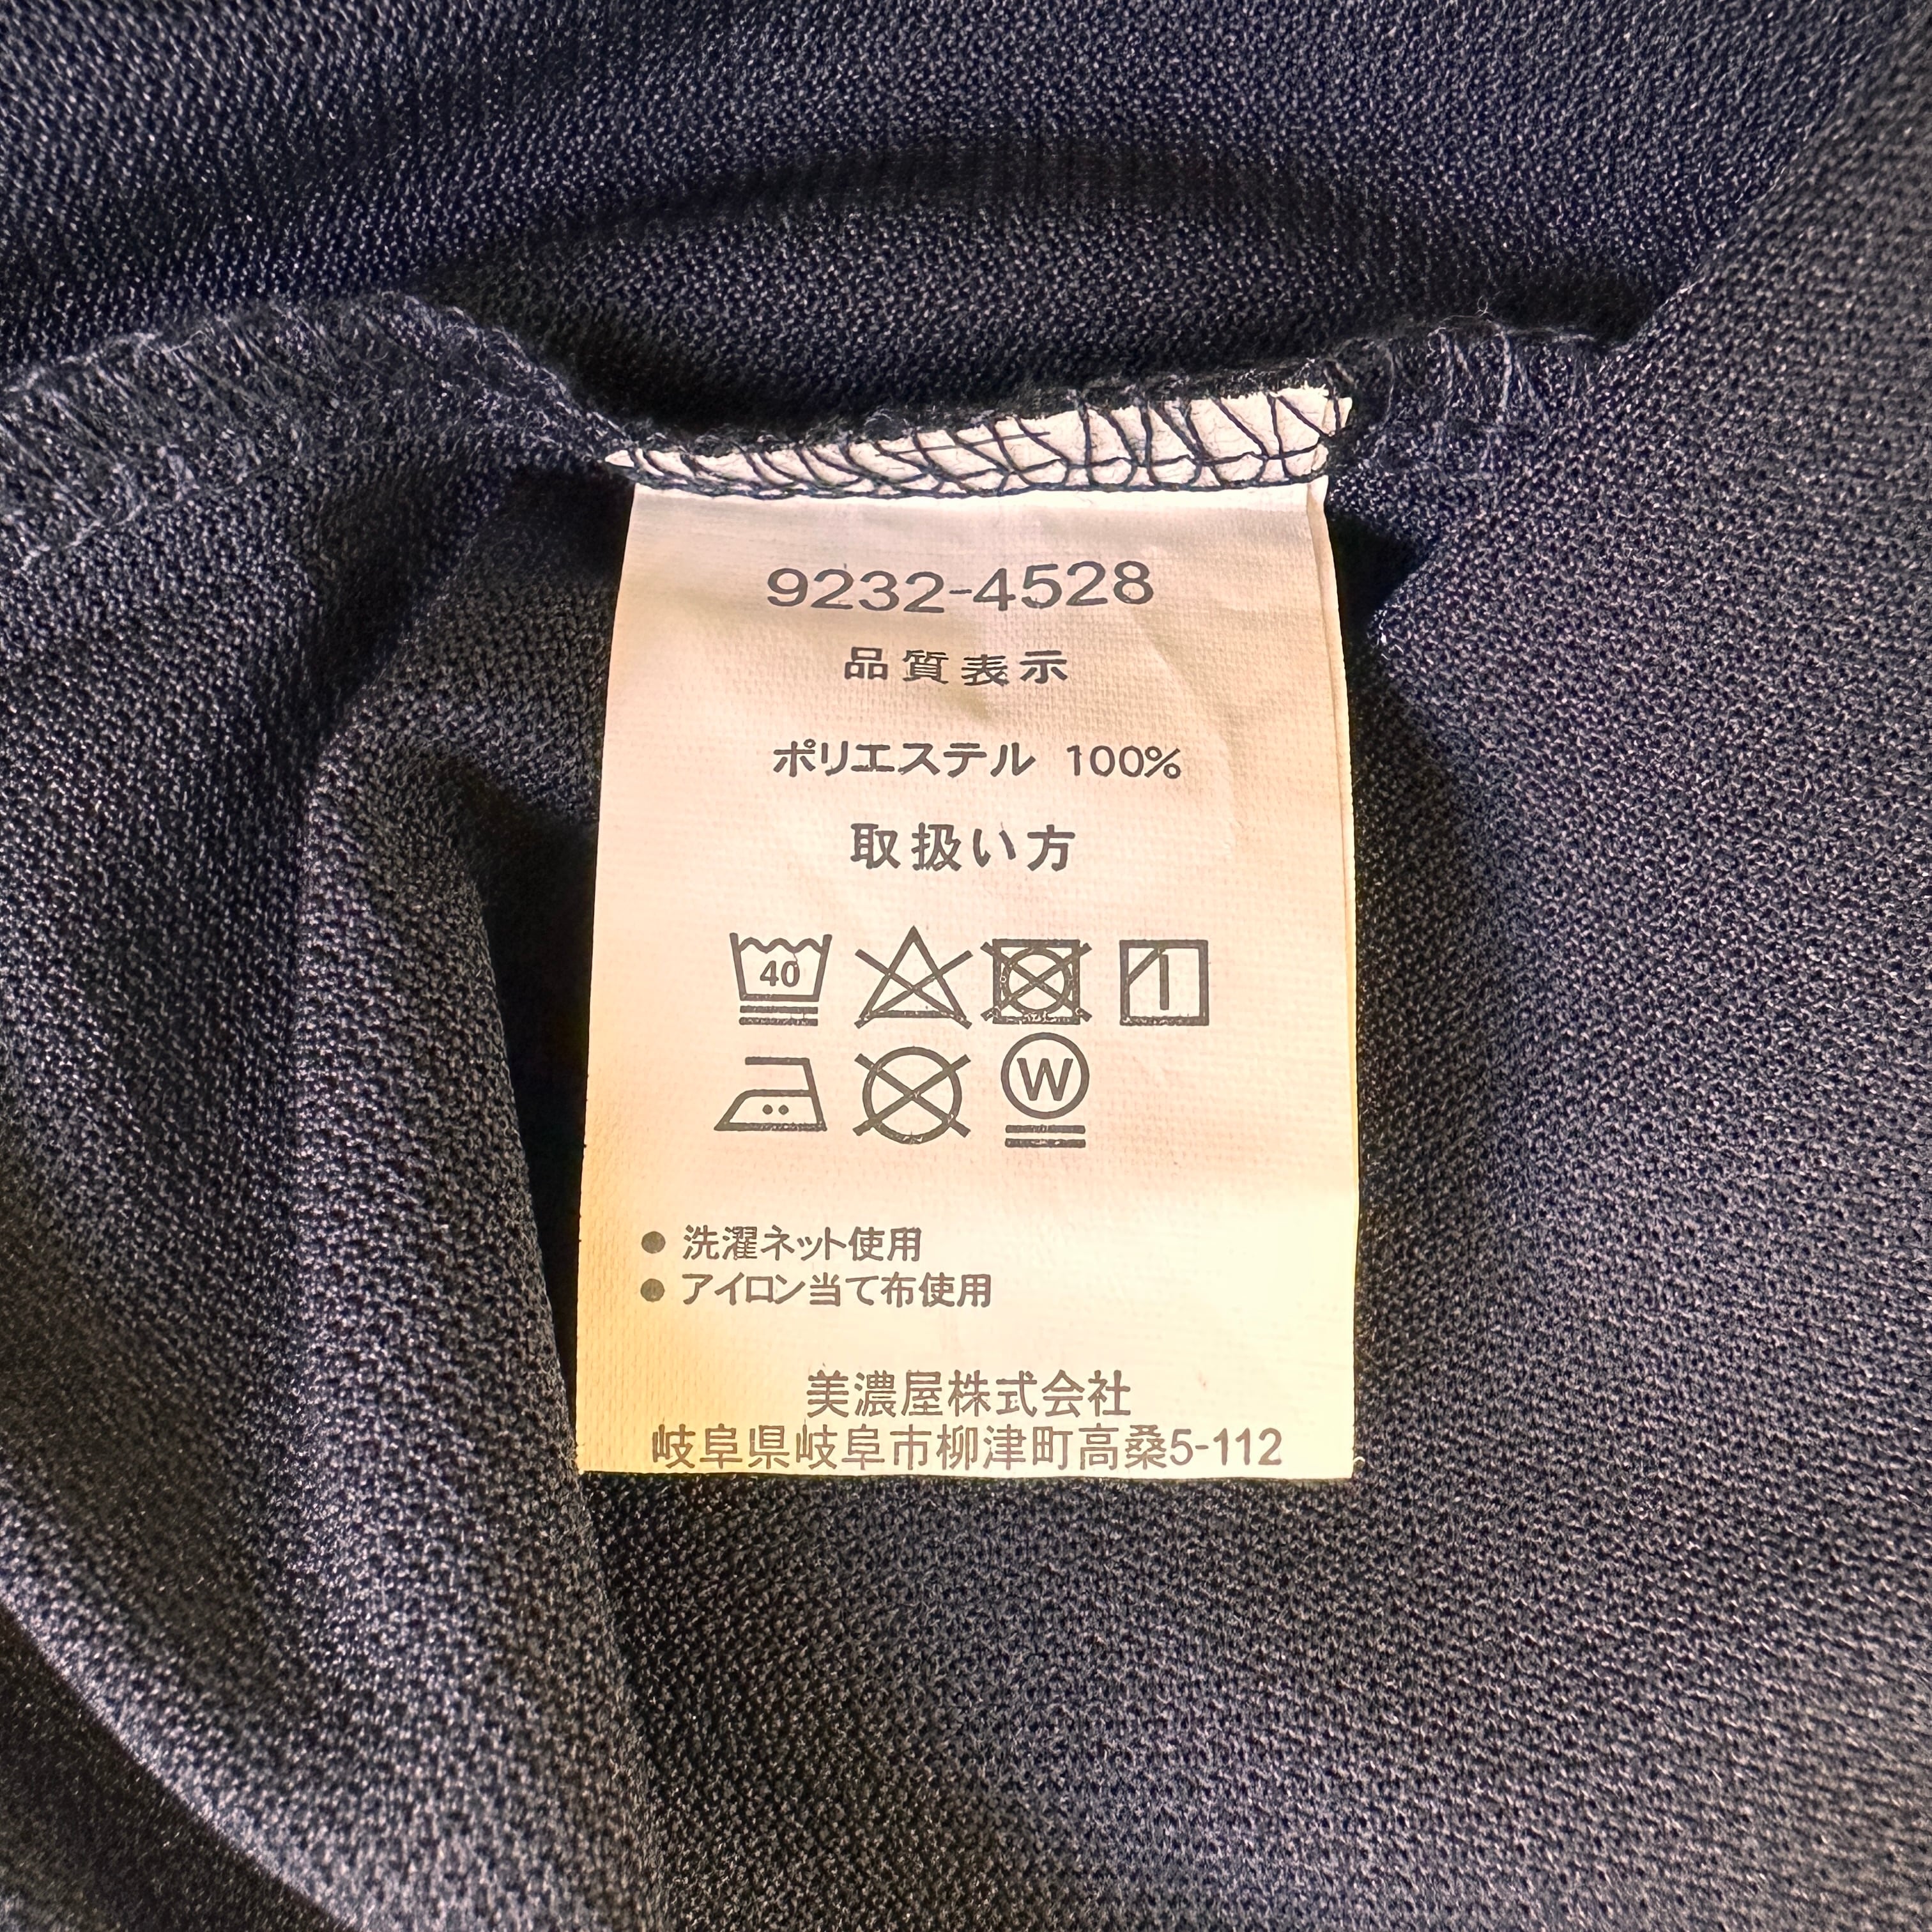 9232-4528
品質表示
ポリエステル 100%
取扱い方
40
W
● 洗濯ネット使用
● アイロン当て布使用
美濃屋株式会社
岐阜県岐阜市柳津町高桑5-112